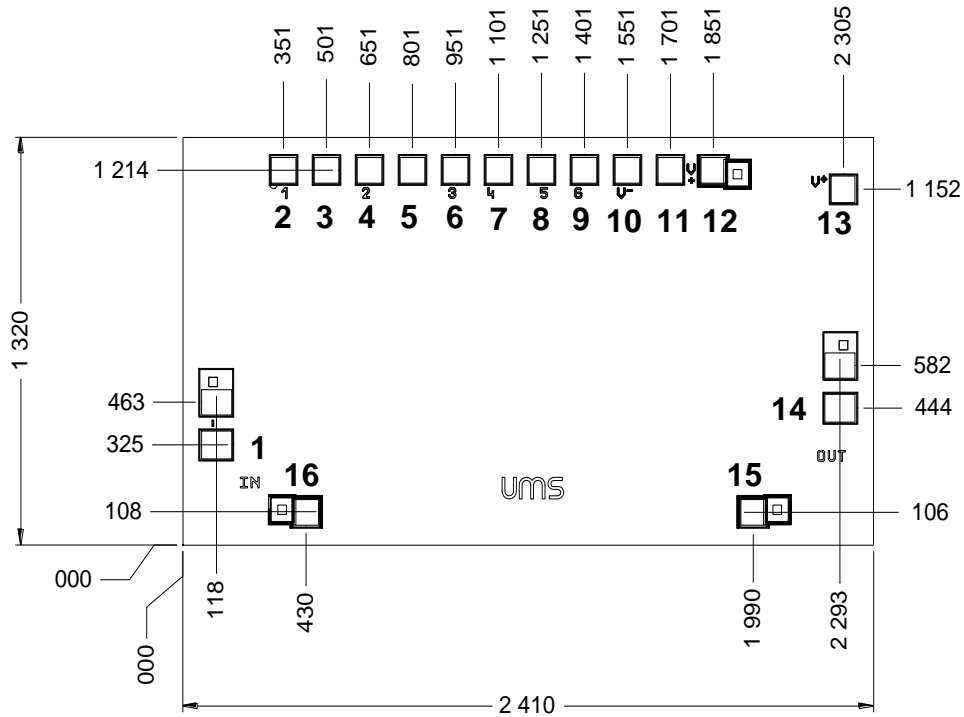 351 501 651 801 951 1 101 1 251 1 401 1 551 1 701 1 851 2 305
1 214 1 152
1 2 3 4 5 6 V- V+ V+
2 3 4 5 6 7 8 9 10 11 12 13
1 320
463 582
325 1 14 444
IN OUT
16 UMS 15
108 106
000
000 118 430 1 990 2 293
2 410